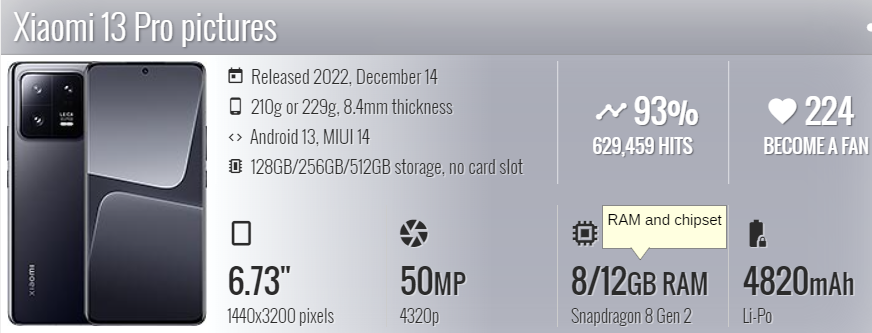 Xiaomi 13 Pro pictures
Released 2022, December 14
210g or 229g, 8.4mm thickness
Android 13, MIUI 14
128GB/256GB/512GB storage, no card slot
93%
629,459 HITS
224
BECOME A FAN
LEICA
xiaomi
6.73"
1440x3200 pixels
50MP
4320p
RAM and chipset
8/12GB RAM
Snapdragon 8 Gen 2
4820mAh
Li-Po